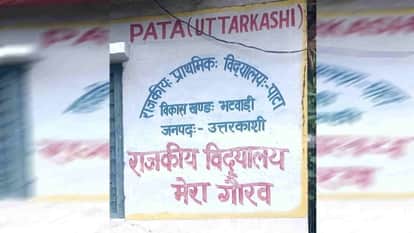 PATA (UTTARKASHI)
राजकीयः प्राथमिकः विद्यालयः-पाटा
विकास खण्डः भटवाडी
जनपदः- उत्तरकाशी
राजकीय विद्यालय
मेरा गौरव